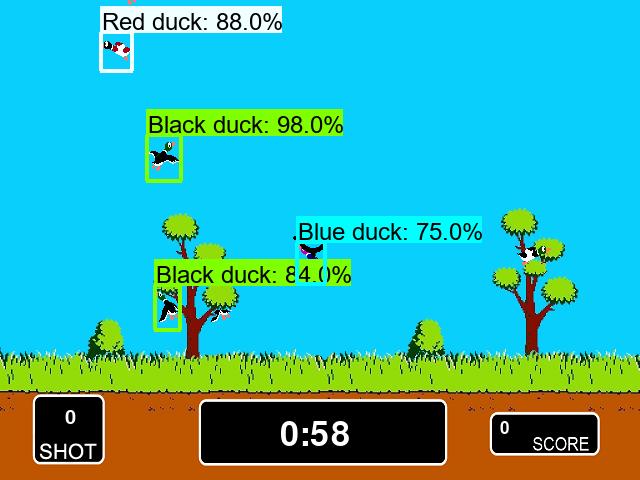 Red duck: 88.0%
Black duck: 98.0%
Blue duck: 75.0%
Black duck: 84.0%
0
SHOT
0:58
0
SCORE